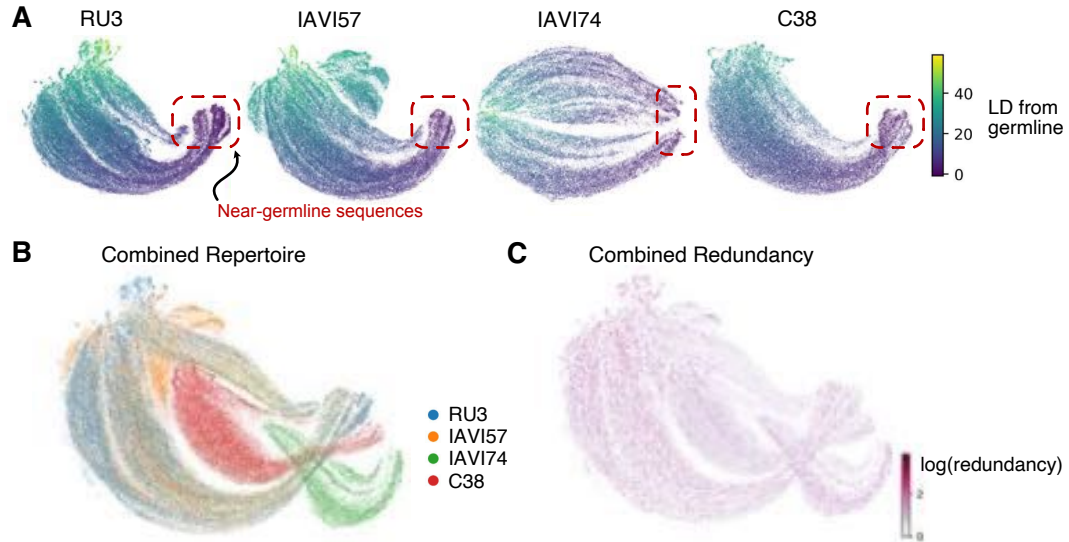 A
RU3
IAVI57
IAVI74
C38
40
20
0
LD from
germline
Near-germline sequences
B
Combined Repertoire
C
Combined Redundancy
RU3
IAVI57
IAVI74
C38
log(redundancy)
2
0